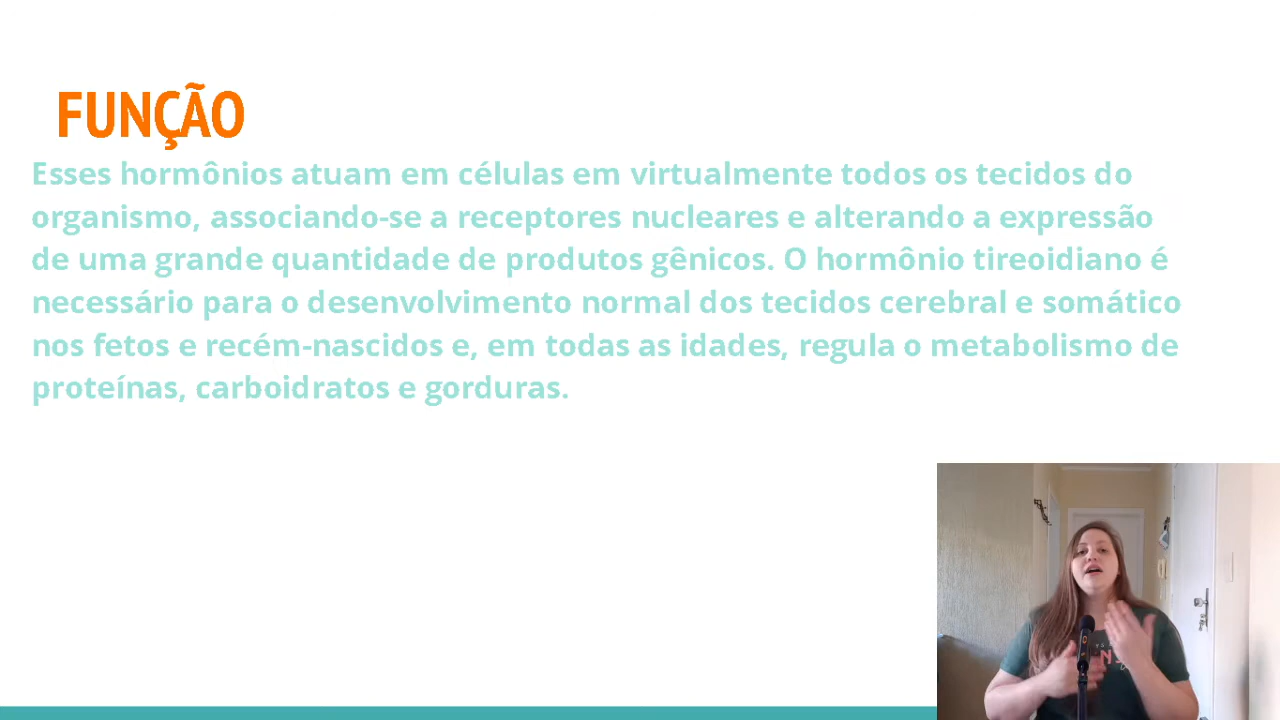 FUNÇÃO
Esses hormônios atuam em células em virtualmente todos os tecidos do
organismo, associando-se a receptores nucleares e alterando a expressão
de uma grande quantidade de produtos gênicos. O hormônio tireoidiano é
necessário para o desenvolvimento normal dos tecidos cerebral e somático
nos fetos e recém-nascidos e, em todas as idades, regula o metabolismo de
proteínas, carboidratos e gorduras.